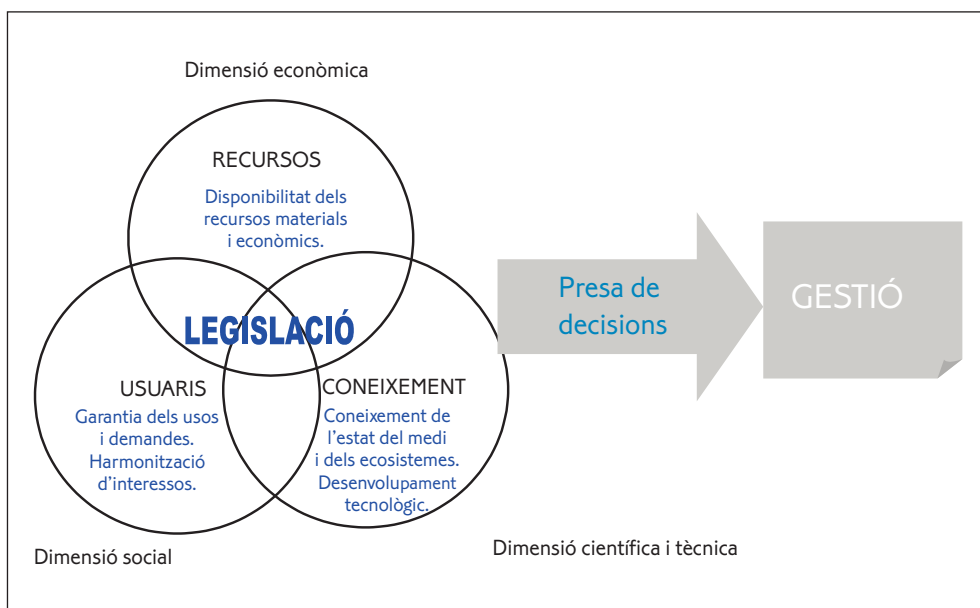 Dimensió econòmica
RECURSOS
Disponibilitat dels
recursos materials
i econòmics.
LEGISLACIÓ
USUARIS
Garantia dels usos
i demandes.
Harmonització
d'interessos.
CONEIXEMENT
Coneixement de
l'estat del medi
i dels ecosistemes.
Desenvolupament
tecnològic.
Presa de
decisions
GESTIÓ
Dimensió social
Dimensió científica i tècnica